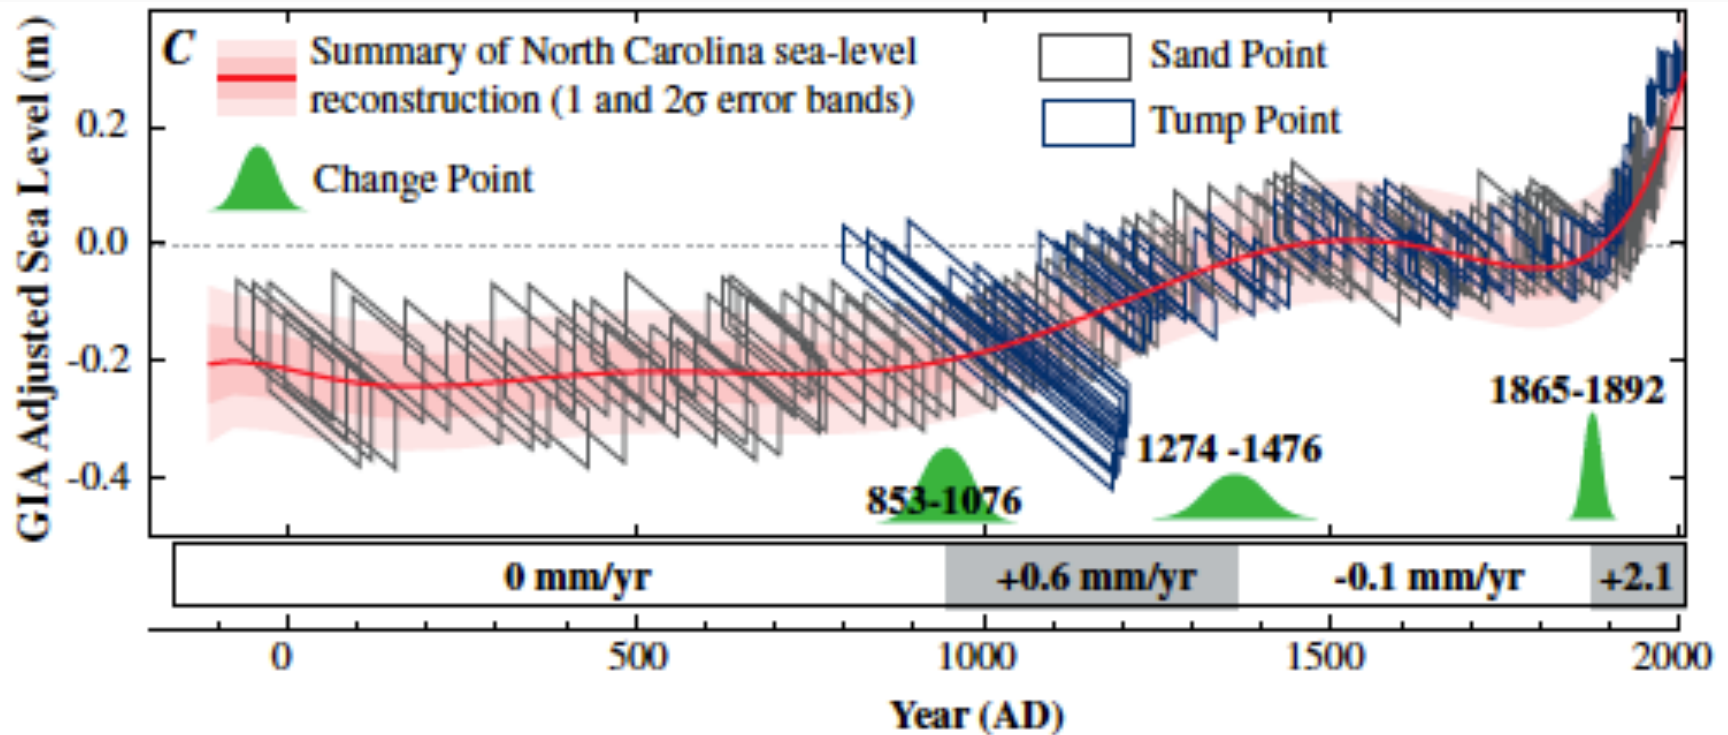 C
Summary of North Carolina sea-level
reconstruction (1 and 2σ error bands)
Change Point
Sand Point
Tump Point
GIA Adjusted Sea Level (m)
0.2
0.0
-0.2
-0.4
853-1076
1274 -1476
1865-1892
0 mm/yr
+0.6 mm/yr
-0.1 mm/yr
+2.1
0
500
1000
1500
2000
Year (AD)